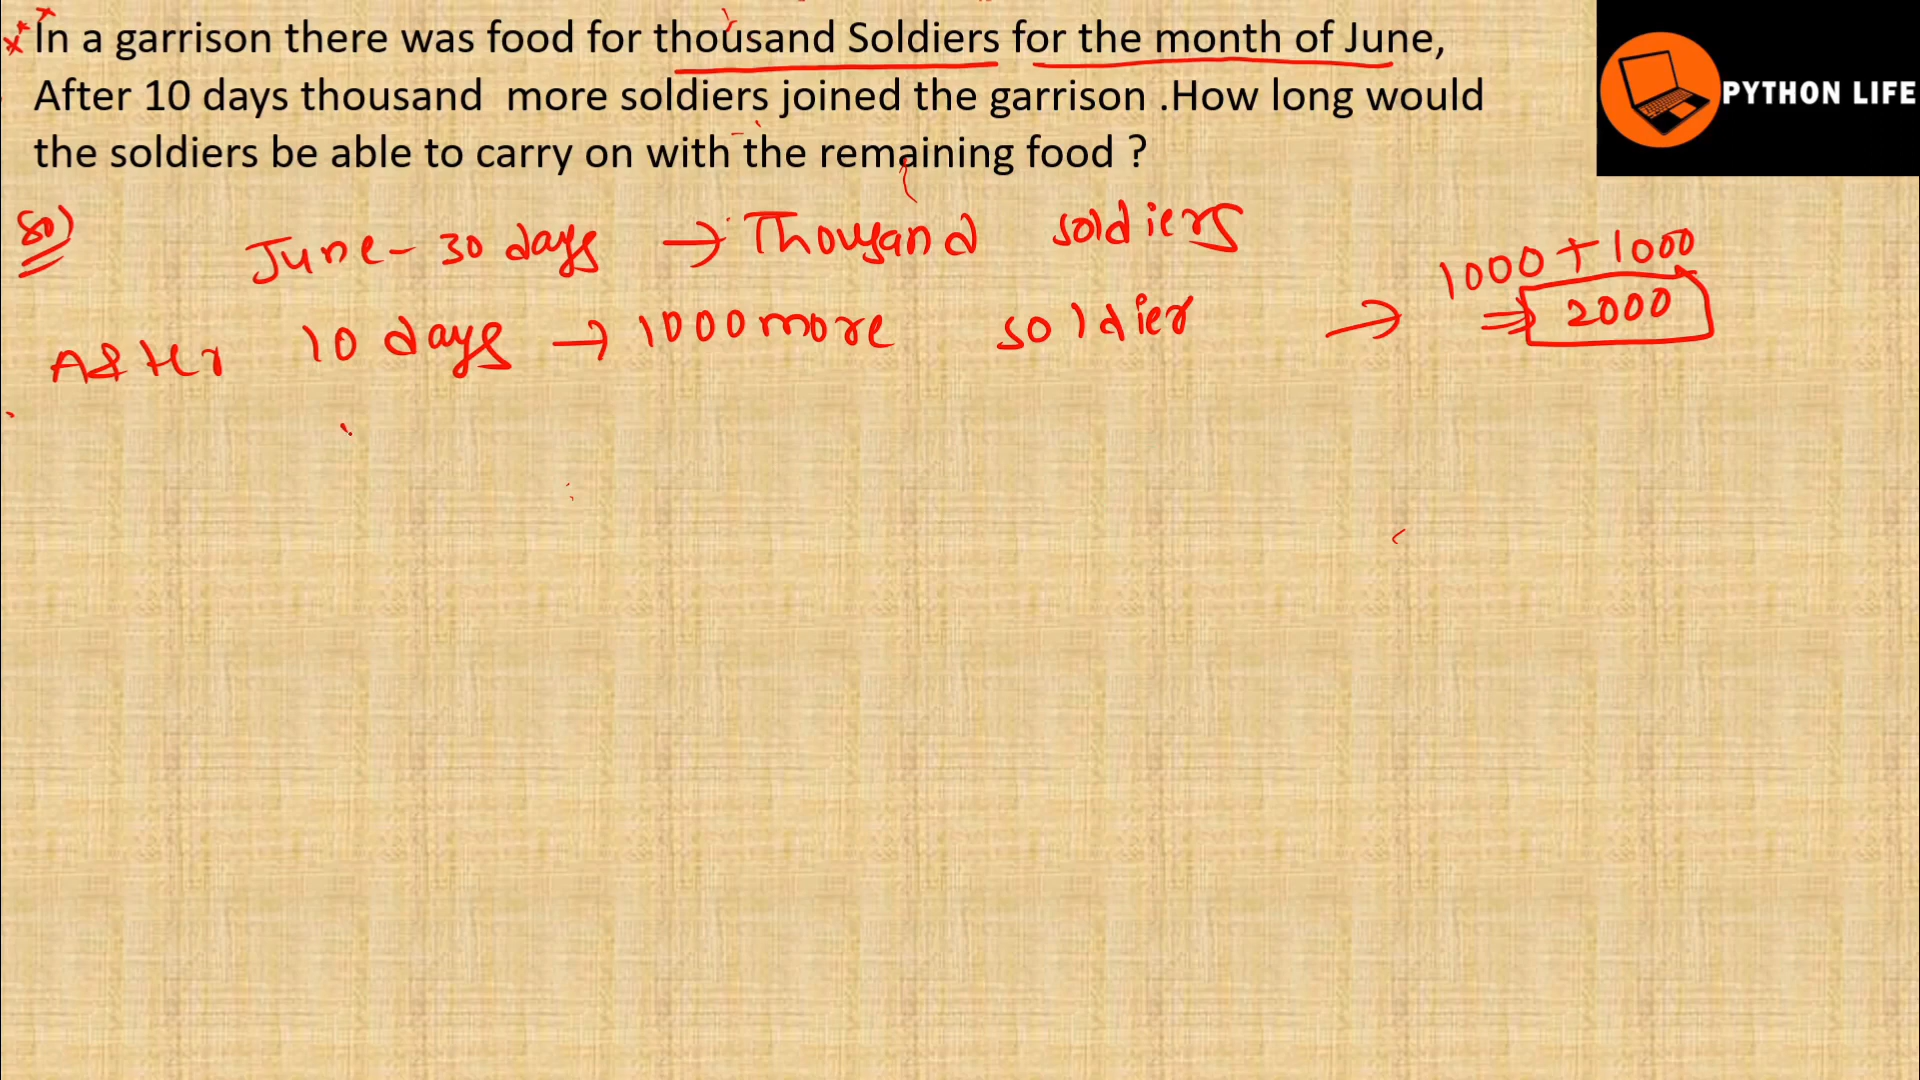 In a garrison there was food for thousand Soldiers for the month of June,
After 10 days thousand more soldiers joined the garrison .How long would
the soldiers be able to carry on with the remaining food ?
PYTHON LIFE
So)
June - 30 days → Thousand soldiers
1000 + 1000
After 10 days → 1000 more soldier → ⇒ 2000